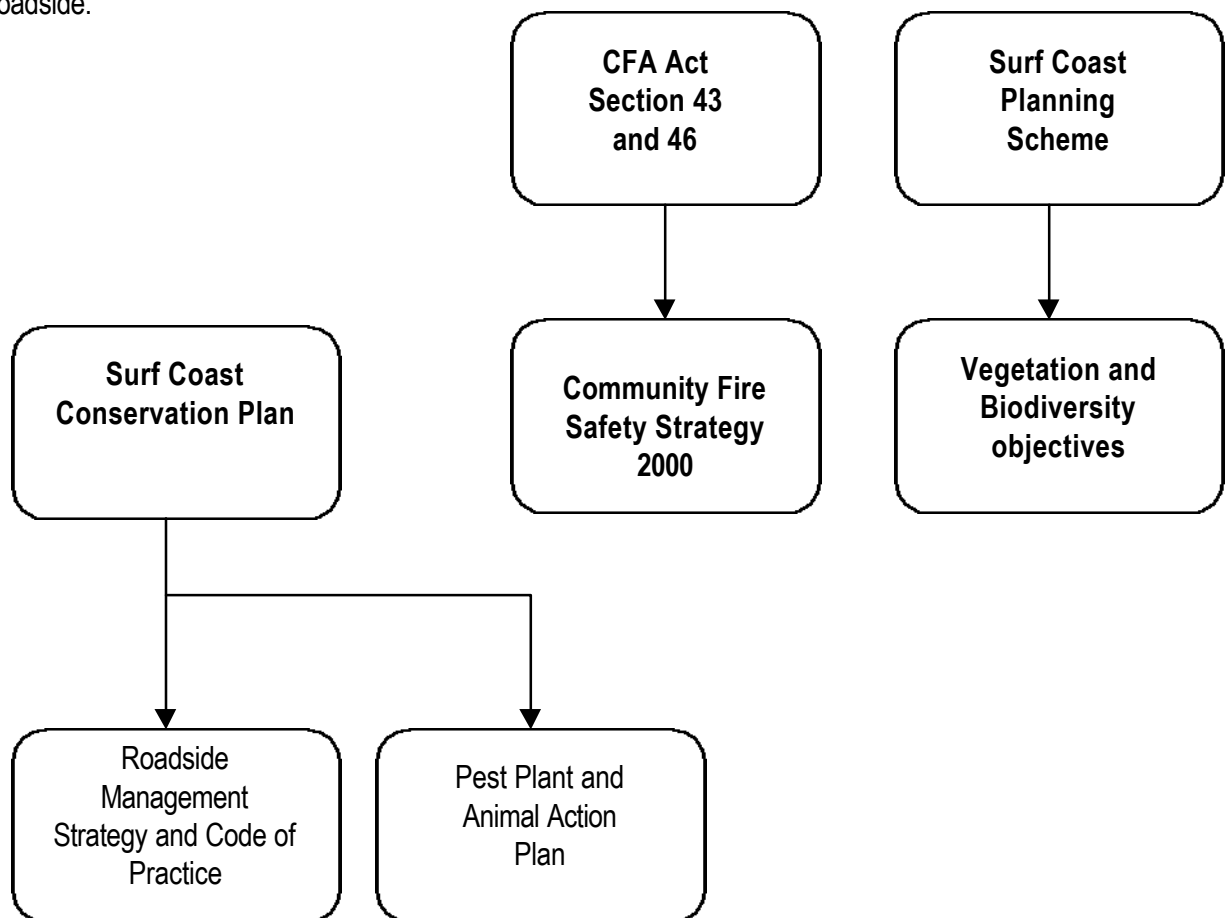 CFA Act
Section 43
and 46
Surf Coast
Planning
Scheme
Surf Coast
Conservation Plan
Community Fire
Safety Strategy
2000
Vegetation and
Biodiversity
objectives
Roadside
Management
Strategy and Code of
Practice
Pest Plant and
Animal Action
Plan